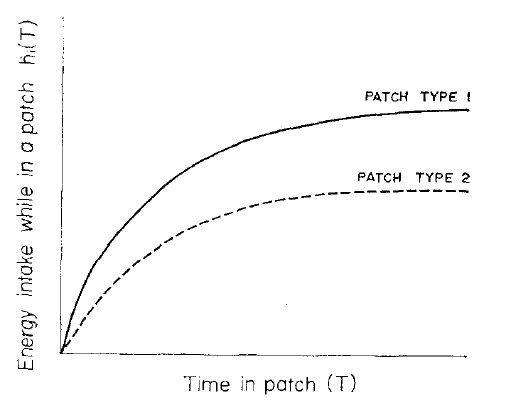 Energy intake while in a patch hᵢ(T)
PATCH TYPE 1
PATCH TYPE 2
Time in patch (T)